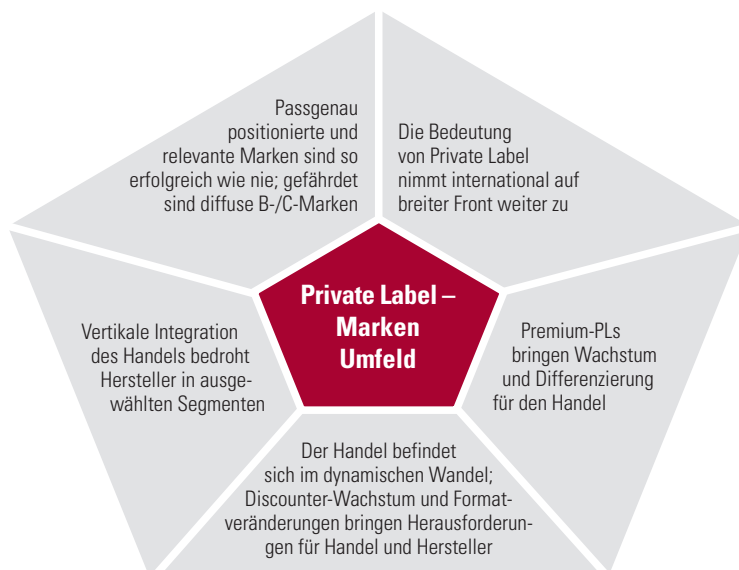 Passgenau
positionierte und
relevante Marken sind so
erfolgreich wie nie; gefährdet
sind diffuse B-/C-Marken
Die Bedeutung
von Private Label
nimmt international auf
breiter Front weiter zu
Private Label –
Marken
Umfeld
Vertikale Integration
des Handels bedroht
Hersteller in ausge-
wählten Segmenten
Premium-PLs
bringen Wachstum
und Differenzierung
für den Handel
Der Handel befindet
sich im dynamischen Wandel;
Discounter-Wachstum und Format-
veränderungen bringen Herausforderun-
gen für Handel und Hersteller